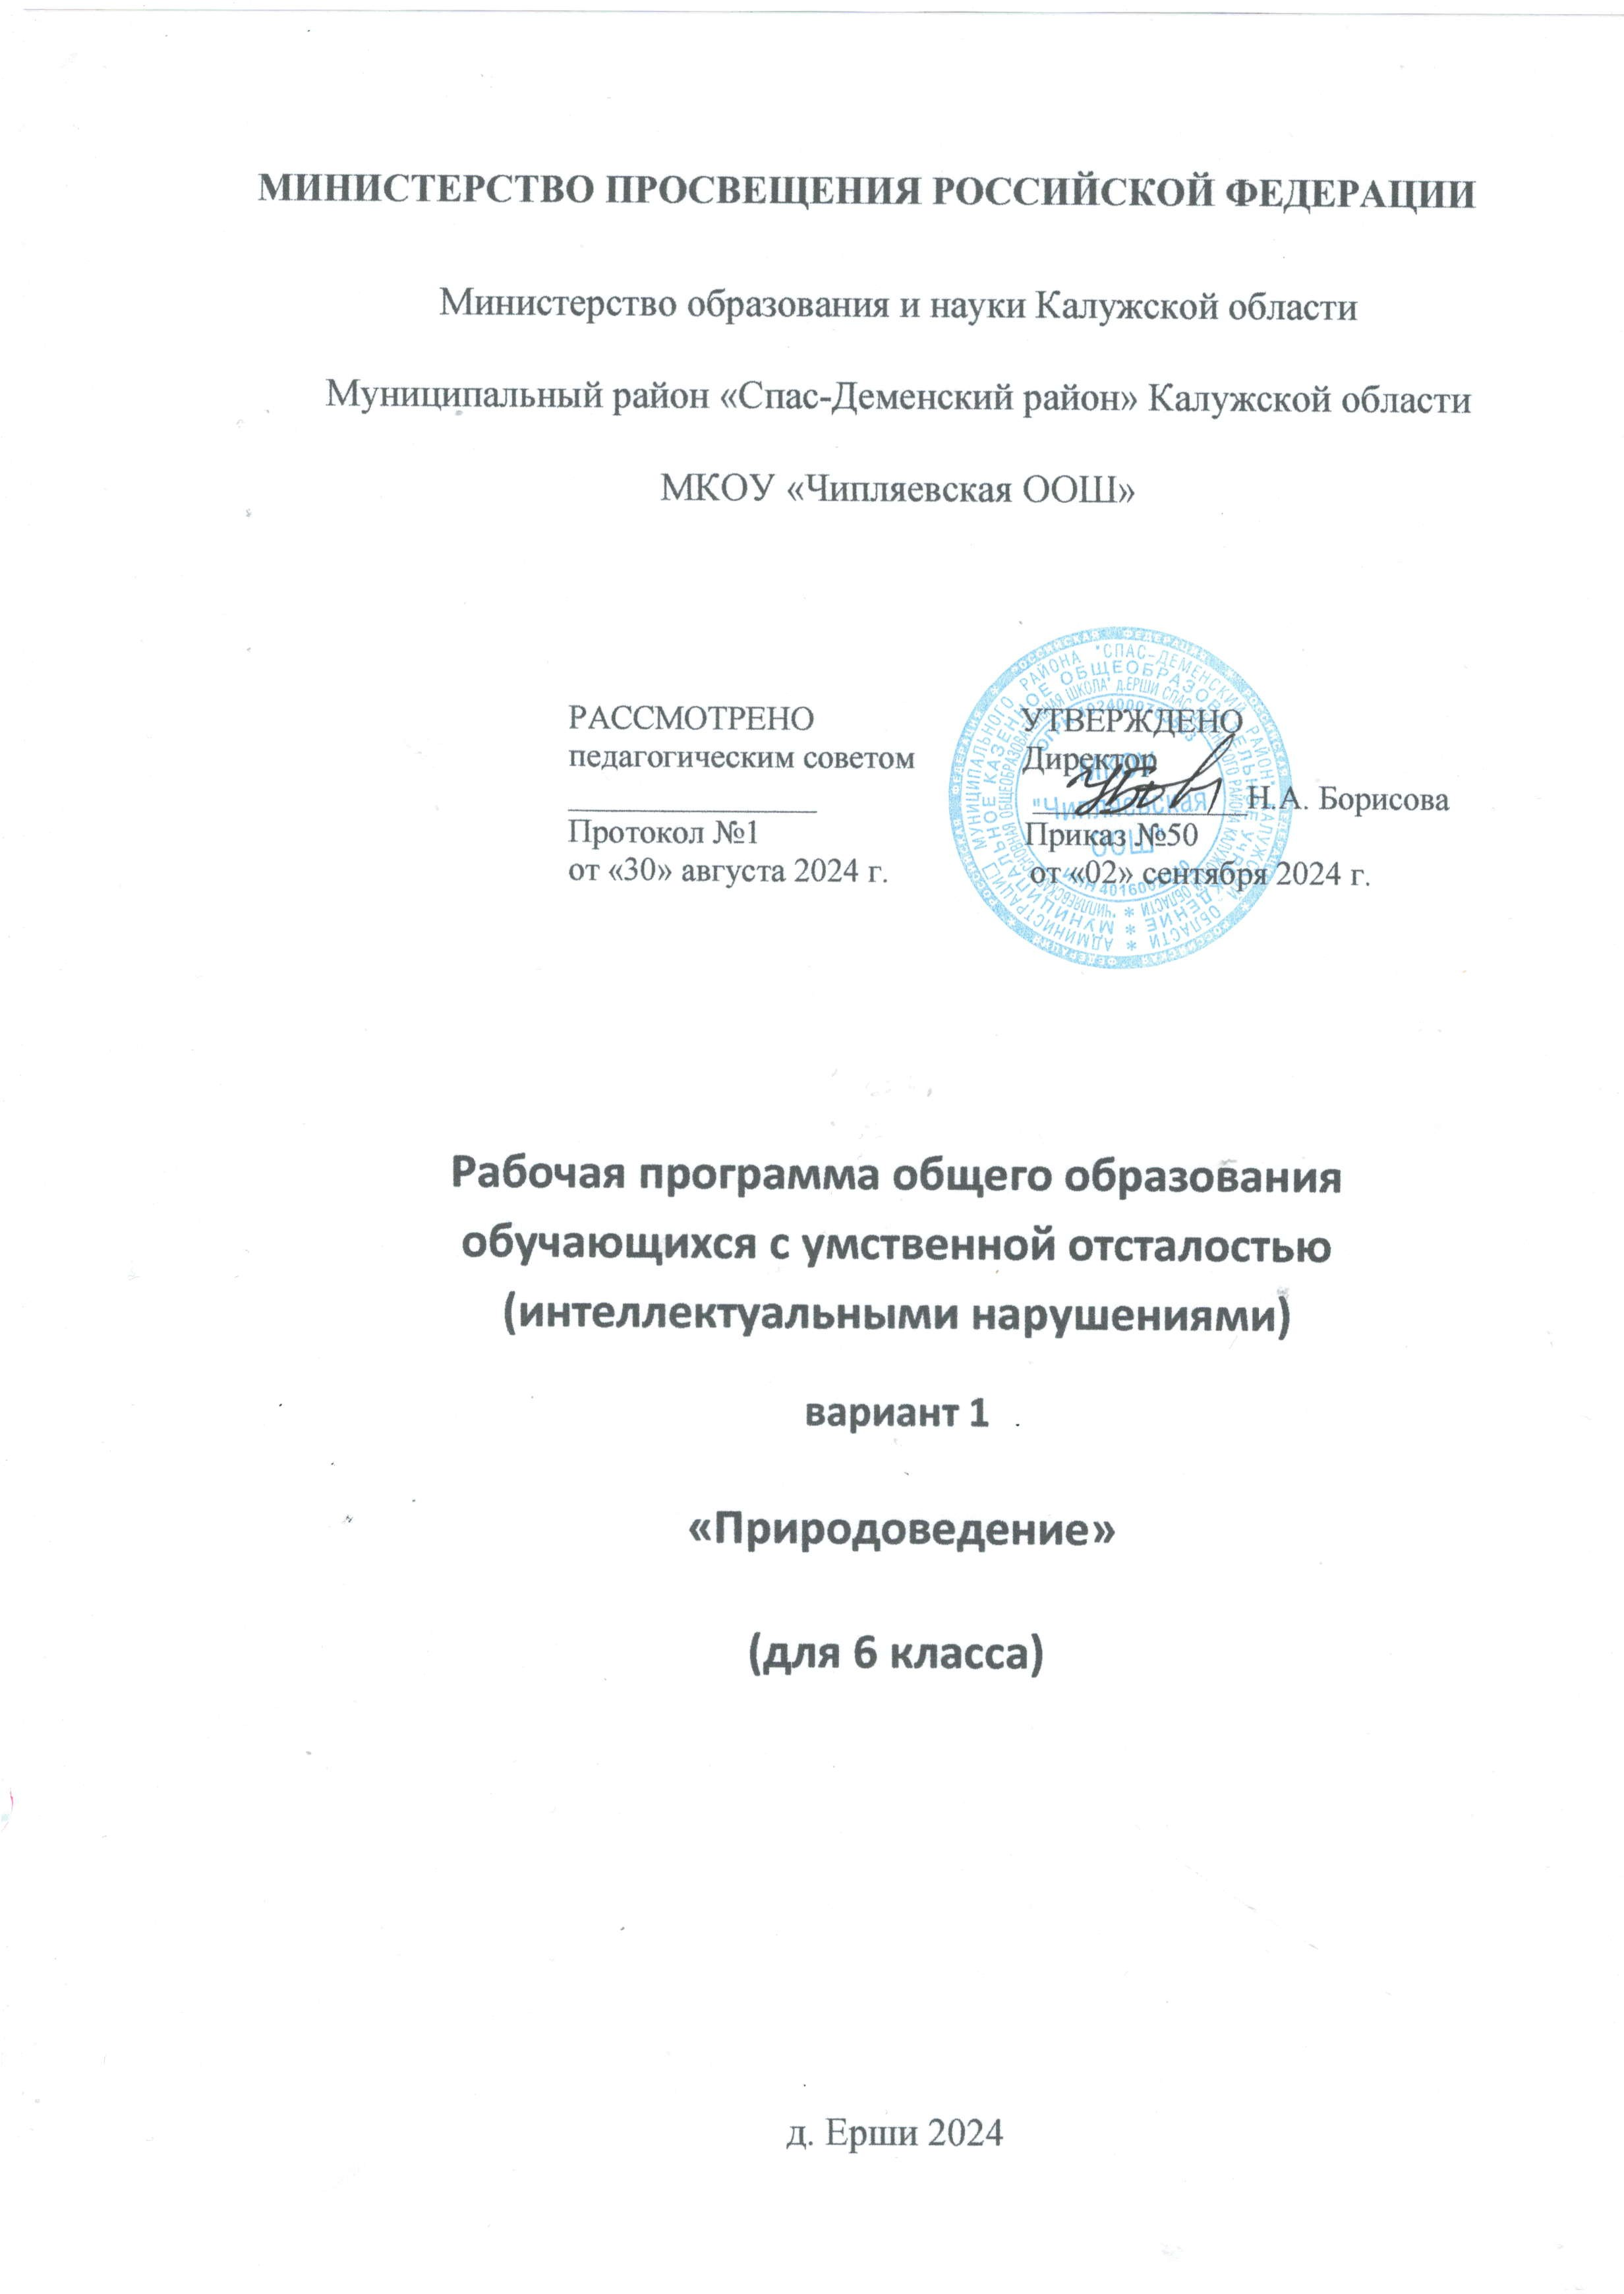 МИНИСТЕРСТВО ПРОСВЕЩЕНИЯ РОССИЙСКОЙ ФЕДЕРАЦИИ
Министерство образования и науки Калужской области
Муниципальный район «Спас-Деменский район» Калужской области
МКОУ «Чипляевская ООШ»
РАССМОТРЕНО
педагогическим советом
Протокол №1
от «30» августа 2024 г.
УТВЕРЖДЕНО
Директор
Н.А. Борисова
Приказ №50
от «02» сентября 2024 г.
"Чипляевская
ООШ"
Рабочая программа общего образования
обучающихся с умственной отсталостью
(интеллектуальными нарушениями)
вариант 1
«Природоведение»
(для 6 класса)
д. Ерши 2024